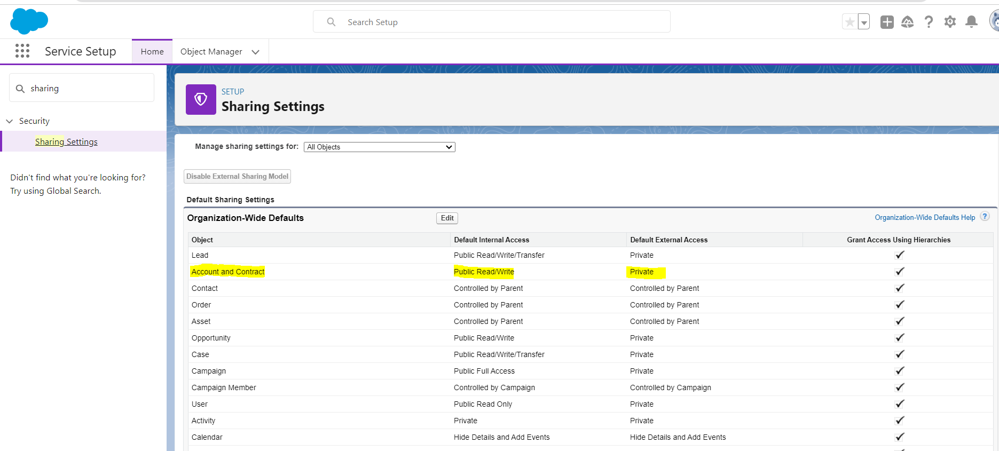 Search Setup
Service Setup
Home
Object Manager
sharing
Security
Sharing Settings
Didn't find what you're looking for?
Try using Global Search.
SETUP
Sharing Settings
Manage sharing settings for: All Objects
Disable External Sharing Model
Default Sharing Settings
Organization-Wide Defaults Edit Organization-Wide Defaults Help ?
Object Default Internal Access Default External Access Grant Access Using Hierarchies
Lead Public Read/Write/Transfer Private
Account and Contract Public Read/Write Private
Contact Controlled by Parent Controlled by Parent
Order Controlled by Parent Controlled by Parent
Asset Controlled by Parent Controlled by Parent
Opportunity Public Read/Write Private
Case Public Read/Write/Transfer Private
Campaign Public Full Access Private
Campaign Member Controlled by Campaign Controlled by Campaign
User Public Read Only Private
Activity Private Private
Calendar Hide Details and Add Events Hide Details and Add Events